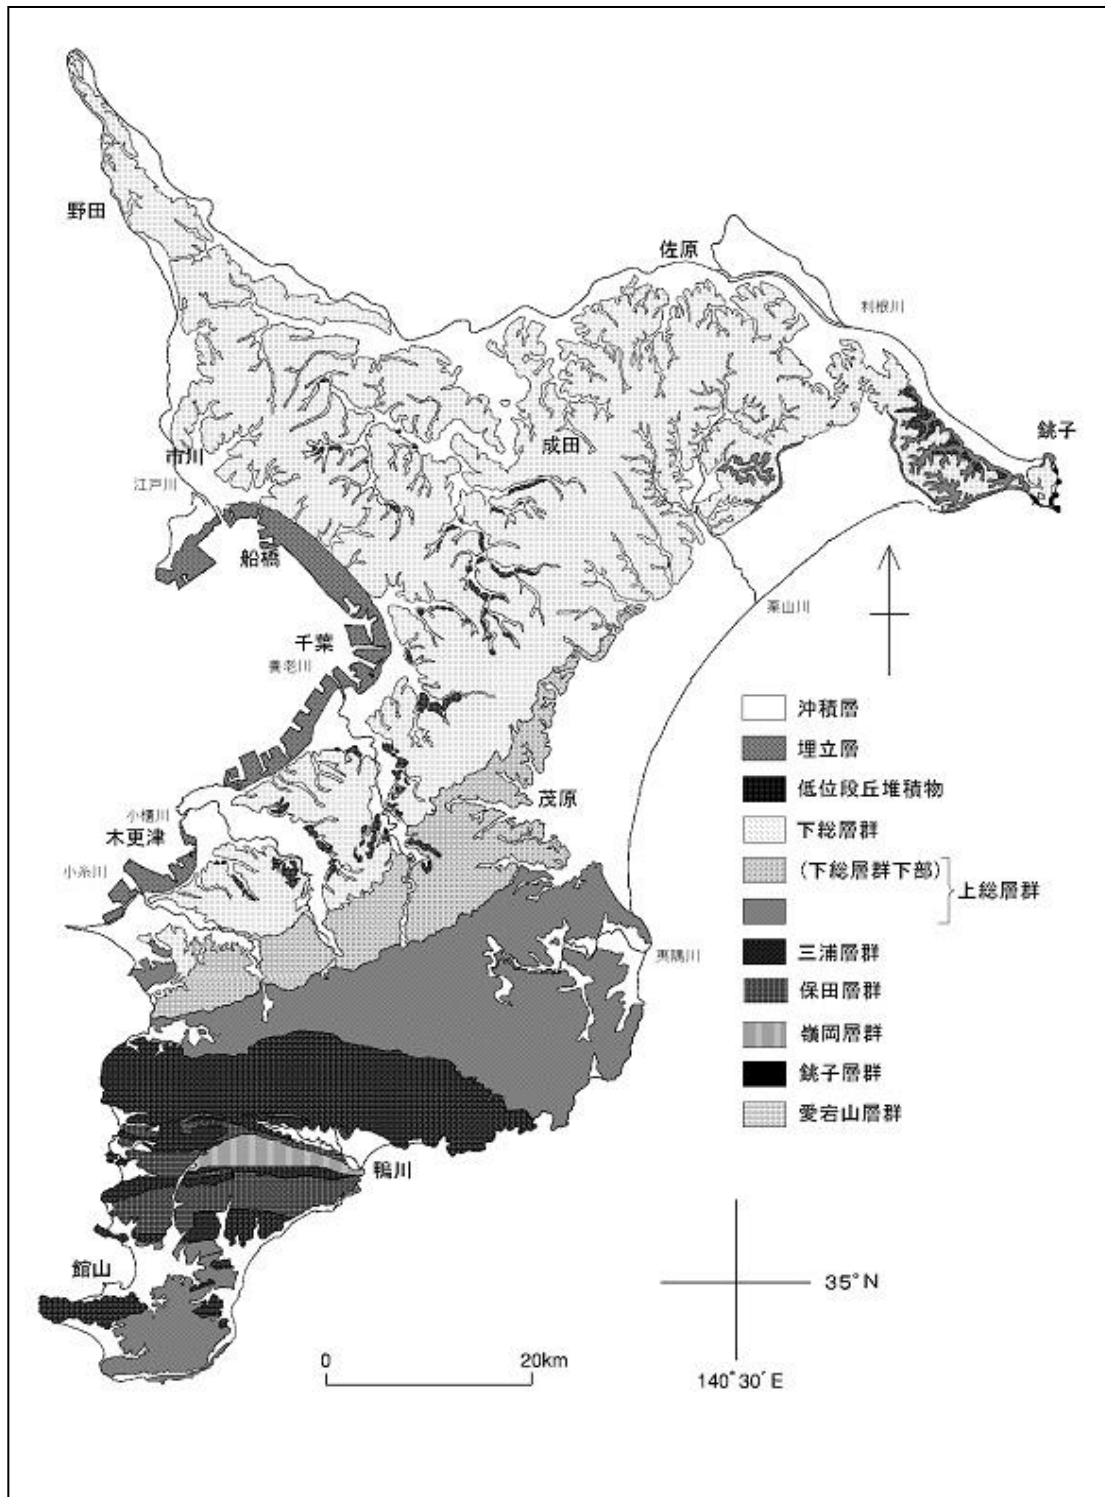 野田
佐原
利根川
銚子
成田
市川
江戸川
船橋
栗山川
千葉
養老川
沖積層
埋立層
低位段丘堆積物
下総層群
(下総層群下部)
上総層群
三浦層群
保田層群
嶺岡層群
銚子層群
愛宕山層群
茂原
小櫃川
木更津
小糸川
夷隅川
鴨川
館山
35°N
0
20km
140°30′E